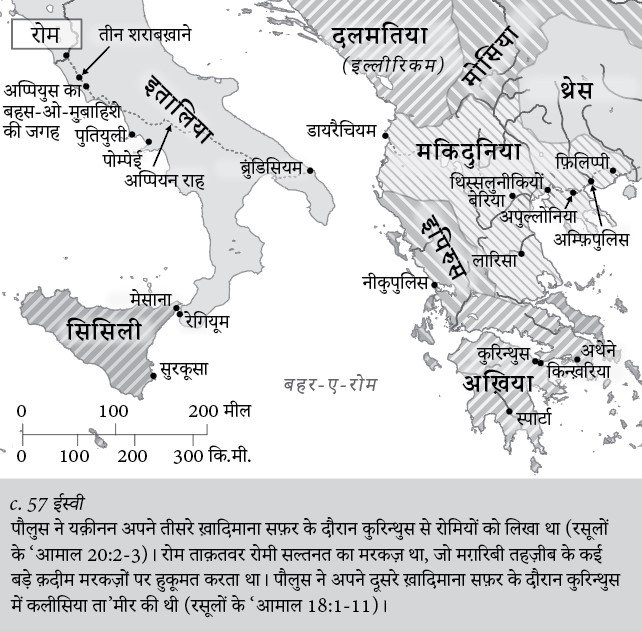 रोम
तीन शराबख़ाने
अप्पियुस का
बहस-ओ-मुबाहिशे
की जगह
पुतियुली
पोम्पेई
अप्पियन राह
इतालिया
ब्रुंडिसियम
दलमतिया
(इल्लीरिकम)
मोसिया
थ्रेस
डायरैचियम
मकिदुनिया
फ़िलिप्पी
थिस्सलुनीकियों
बेरिया
अपुल्लोनिया
अम्फ़िपुलिस
इपिरुस
लारिसा
नीकुपुलिस
मेसाना
रेगियूम
सिसिली
सुरकूसा
बहर-ए-रोम
कुरिन्थुस
अथेने
किन्ख़रिया
अख़िया
स्पार्टा
0 100 200 मील
0 100 200 300 कि.मी.
c. 57 ईस्वी
पौलुस ने यक़ीनन अपने तीसरे ख़ादिमाना सफ़र के दौरान कुरिन्थुस से रोमियों को लिखा था (रसूलों
के ‘आमाल 20:2-3)। रोम ताक़तवर रोमी सल्तनत का मरकज़ था, जो मग़रिबी तहज़ीब के कई
बड़े क़दीम मरकज़ों पर हुकूमत करता था। पौलुस ने अपने दूसरे ख़ादिमाना सफ़र के दौरान कुरिन्थुस
में कलीसिया ता’मीर की थी (रसूलों के ‘आमाल 18:1-11)।